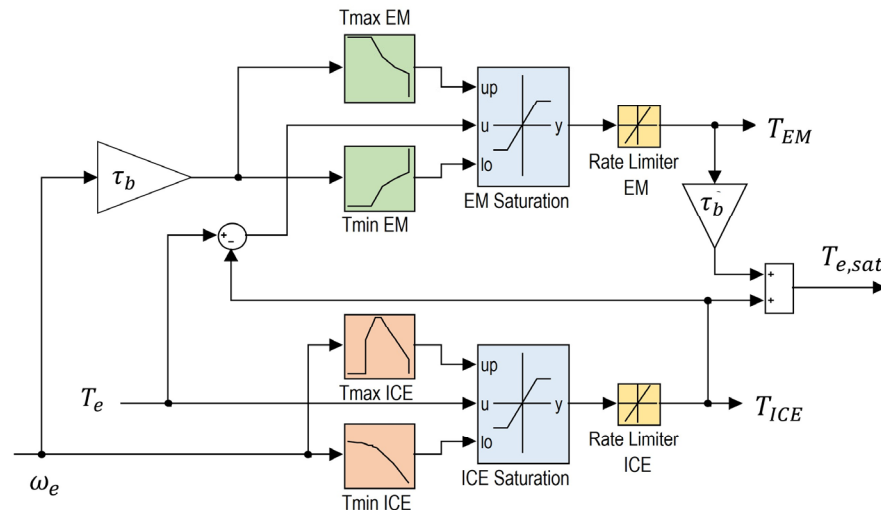 Tmax EM
up
u
lo
y
EM Saturation
Rate Limiter
EM
T_EM
τ_b
Tmin EM
τ_b
+
-
+
+
T_e,sat
T_e
Tmax ICE
up
u
lo
y
ICE Saturation
Rate Limiter
ICE
T_ICE
ω_e
Tmin ICE